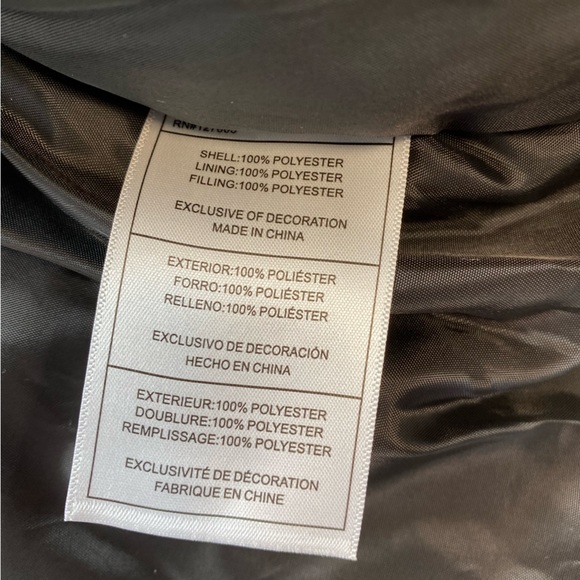 SHELL:100% POLYESTER
LINING:100% POLYESTER
FILLING:100% POLYESTER
EXCLUSIVE OF DECORATION
MADE IN CHINA
EXTERIOR:100% POLIÉSTER
FORRO:100% POLIÉSTER
RELLENO:100% POLIÉSTER
EXCLUSIVO DE DECORACIÓN
HECHO EN CHINA
EXTERIEUR:100% POLYESTER
DOUBLURE:100% POLYESTER
REMPLISSAGE:100% POLYESTER
EXCLUSIVITÉ DE DÉCORATION
FABRIQUE EN CHINE